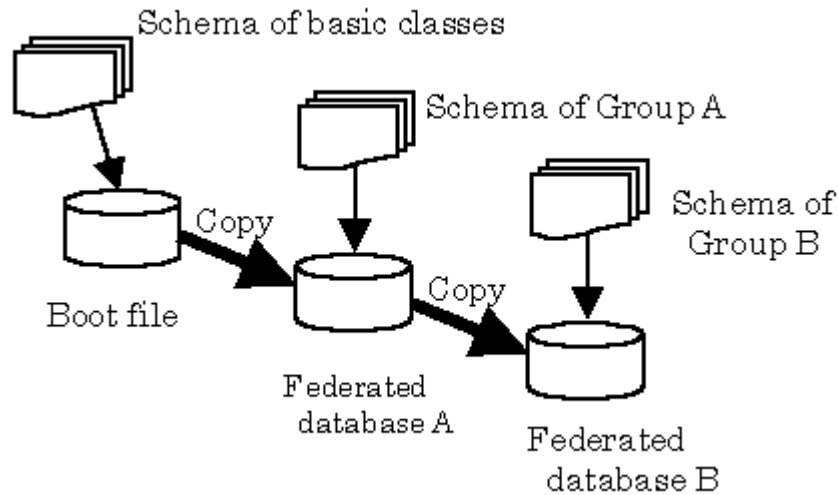 Schema of basic classes
Schema of Group A
Schema of
Group B
Copy
Boot file
Copy
Federated
database A
Federated
database B